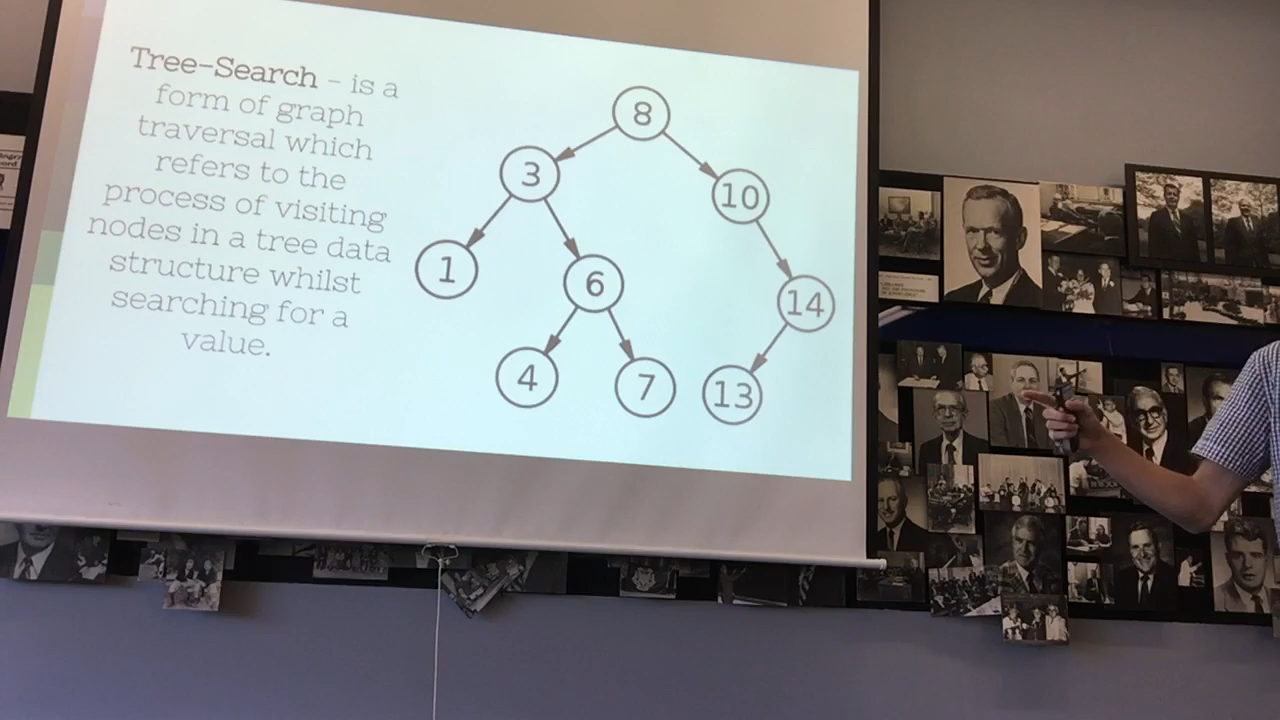 Tree-Search - is a
form of graph
traversal which
refers to the
process of visiting
nodes in a tree data
structure whilst
searching for a
value.
8
3
10
1
6
14
4
7
13